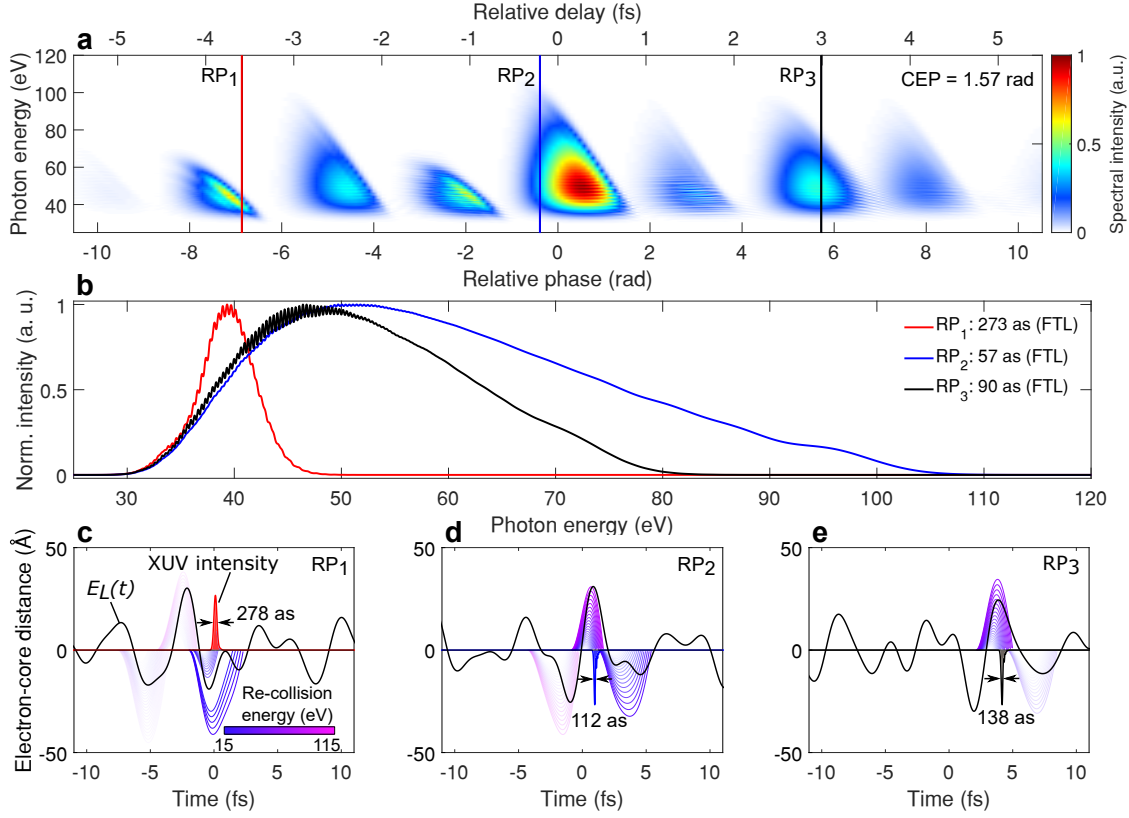 Relative delay (fs)
a
-5 -4 -3 -2 -1 0 1 2 3 4 5
120
100
80
60
40
Photon energy (eV)
RP1
RP2
RP3
CEP = 1.57 rad
1
0.5
0
Spectral intensity (a.u.)
-10 -8 -6 -4 -2 0 2 4 6 8 10
Relative phase (rad)
b
1
0.5
0
Norm. intensity (a. u.)
RP1: 273 as (FTL)
RP2: 57 as (FTL)
RP3: 90 as (FTL)
30 40 50 60 70 80 90 100 110 120
Photon energy (eV)
c
50
0
-50
Electron-core distance (Å)
XUV intensity
RP1
EL(t)
278 as
Re-collision
energy (eV)
15 115
-10 -5 0 5 10
Time (fs)
d
50
0
-50
RP2
112 as
-10 -5 0 5 10
Time (fs)
e
50
0
-50
RP3
138 as
-10 -5 0 5 10
Time (fs)